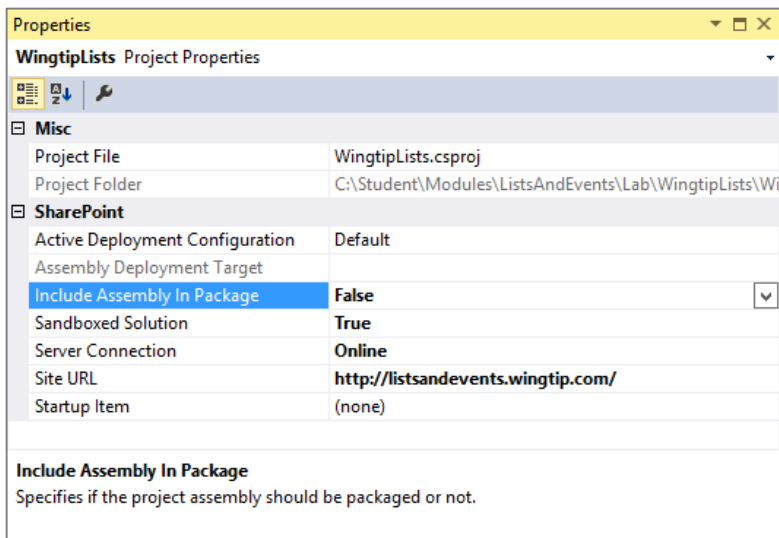 Properties
WingtipLists Project Properties
Misc
Project File WingtipLists.csproj
Project Folder C:\Student\Modules\ListsAndEvents\Lab\WingtipLists\Wi
SharePoint
Active Deployment Configuration Default
Assembly Deployment Target
Include Assembly In Package False
Sandboxed Solution True
Server Connection Online
Site URL http://listsandevents.wingtip.com/
Startup Item (none)
Include Assembly In Package
Specifies if the project assembly should be packaged or not.